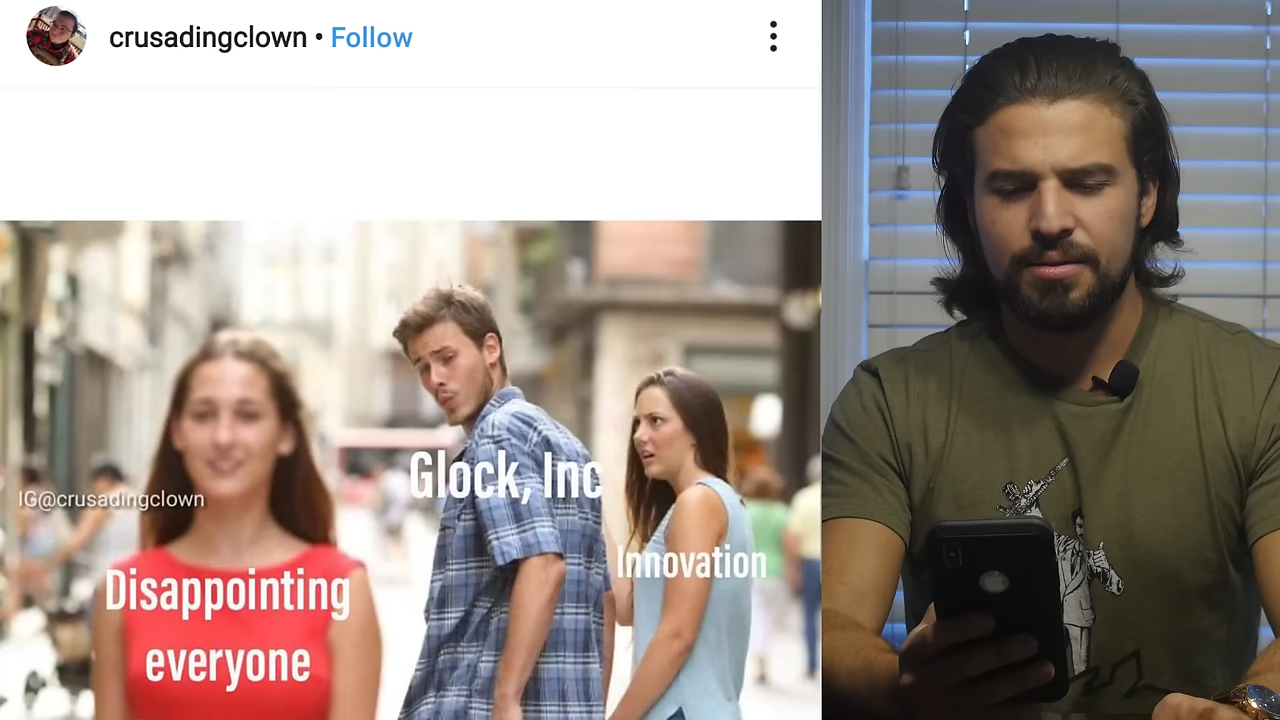 crusadingclown • Follow
IG@crusadingclown
Glock, Inc
Innovation
Disappointing
everyone